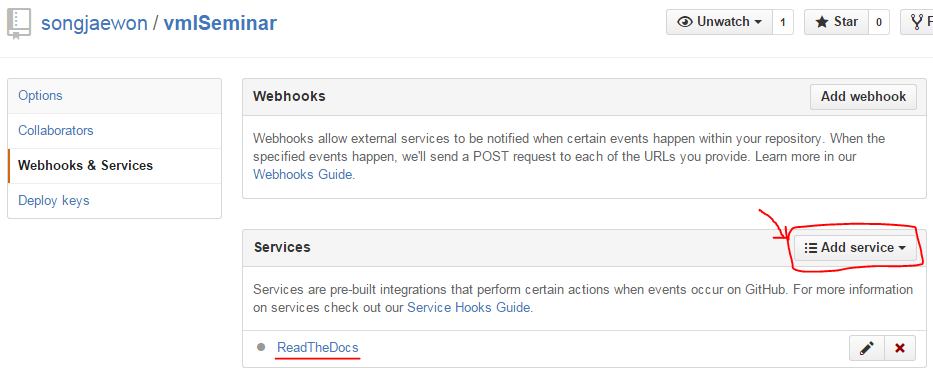 songjaewon / vmlSeminar
Unwatch 1 Star 0 F
Options
Collaborators
Webhooks & Services
Deploy keys
Webhooks
Add webhook
Webhooks allow external services to be notified when certain events happen within your repository. When the
specified events happen, we'll send a POST request to each of the URLs you provide. Learn more in our
Webhooks Guide.
Services
Add service
Services are pre-built integrations that perform certain actions when events occur on GitHub. For more information
on services check out our Service Hooks Guide.
ReadTheDocs